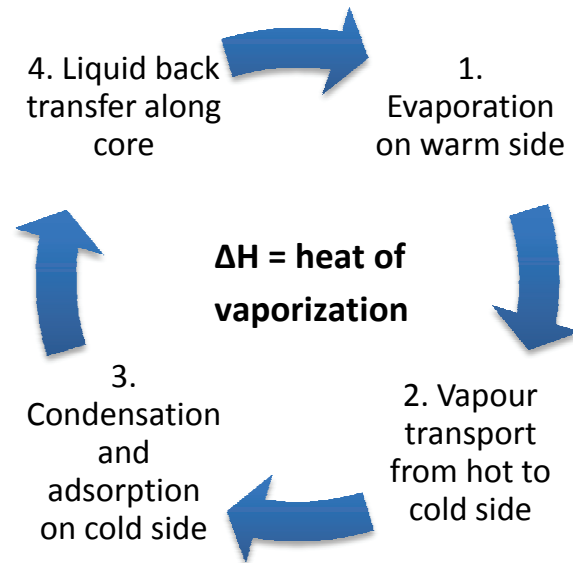 1.
Evaporation
on warm side
2. Vapour
transport
from hot to
cold side
3.
Condensation
and
adsorption
on cold side
4. Liquid back
transfer along
core
ΔH = heat of
vaporization